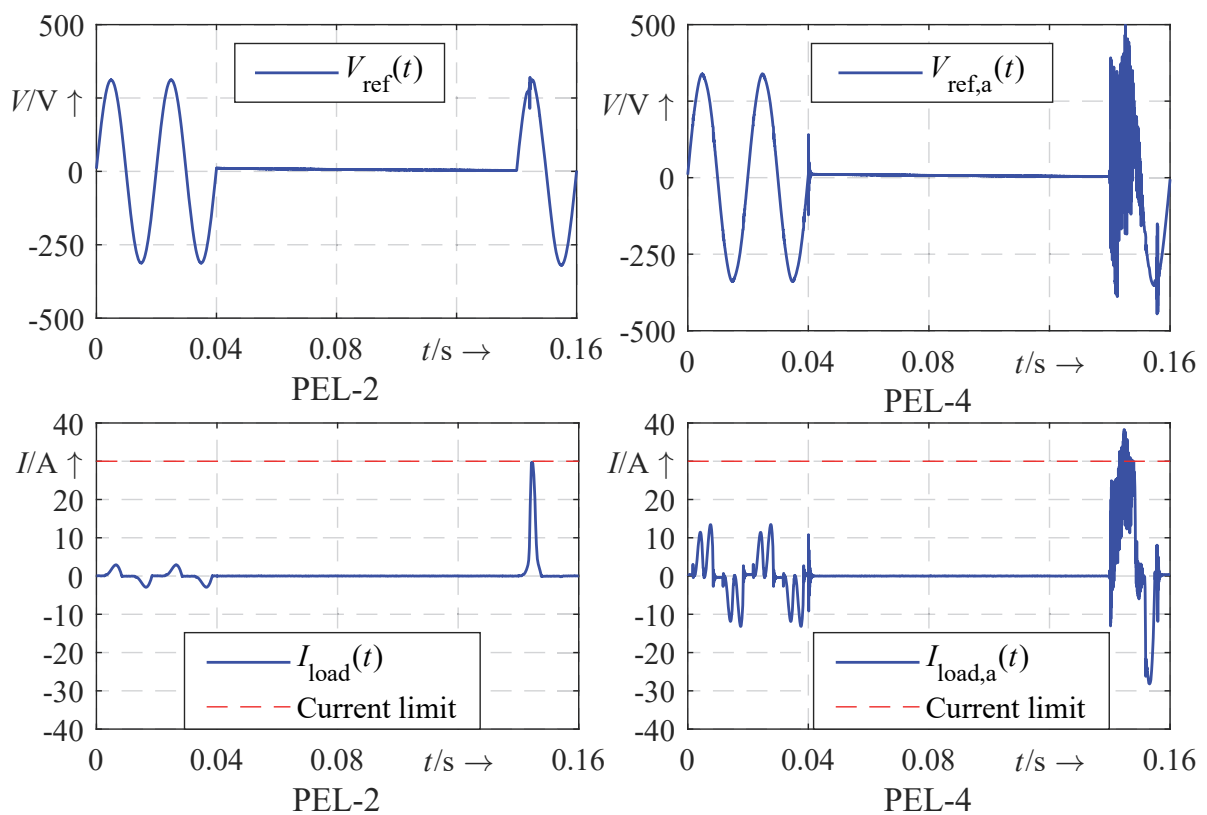 500
V_ref(t)
250
V/V ↑
0
-250
-500
0
0.04
0.08
t/s →
0.16
PEL-2
500
V_ref,a(t)
250
V/V ↑
0
-250
-500
0
0.04
0.08
t/s →
0.16
PEL-4
40
I/A ↑
20
10
0
-10
-20
-30
-40
I_load(t)
Current limit
0
0.04
0.08
t/s →
0.16
PEL-2
40
I/A ↑
20
10
0
-10
-20
-30
-40
I_load,a(t)
Current limit
0
0.04
0.08
t/s →
0.16
PEL-4